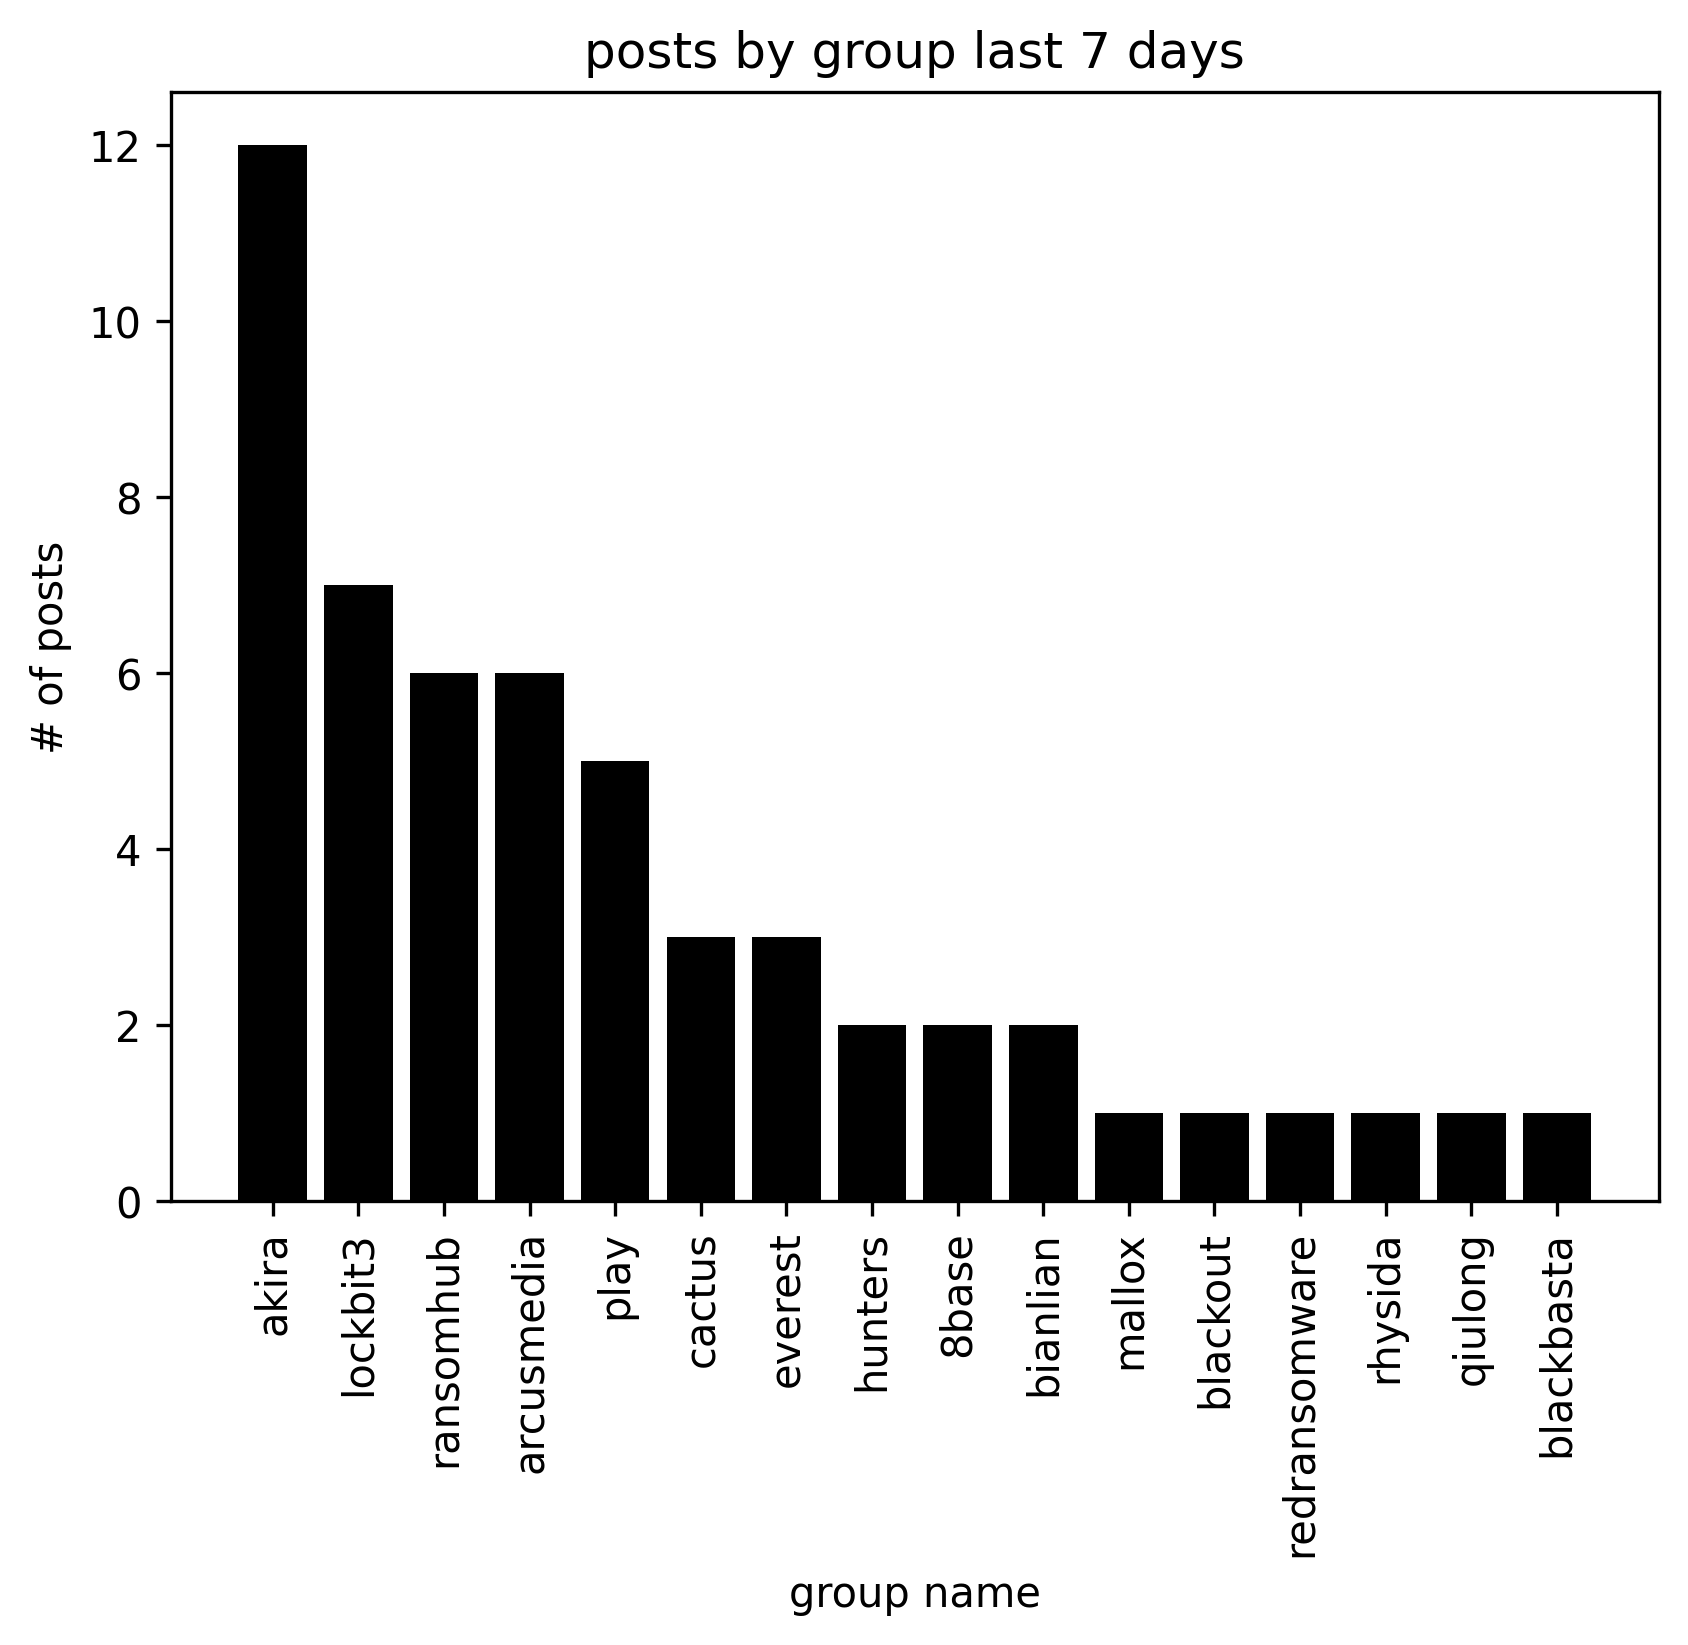 posts by group last 7 days
# of posts
12
10
8
6
4
2
0
akira
lockbit3
ransomhub
arcusmedia
play
cactus
everest
hunters
8base
bianlian
mallox
blackout
redransomware
rhysida
qiulong
blackbasta
group name